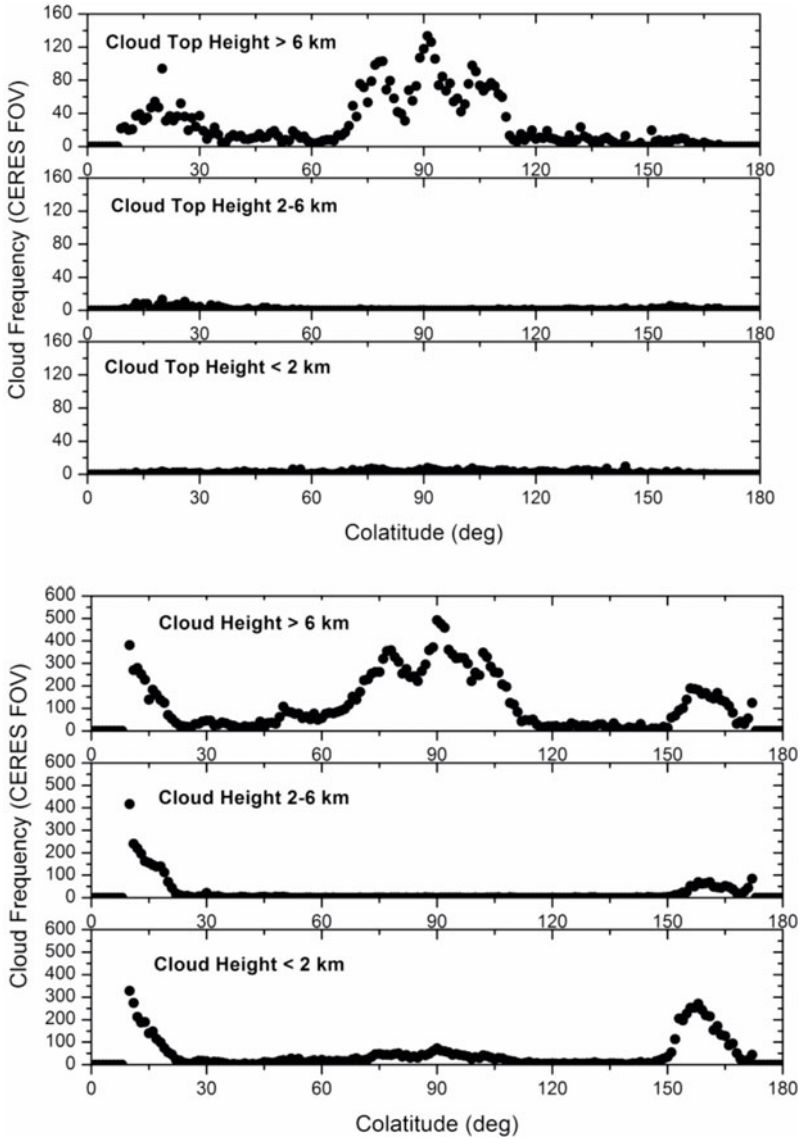 Cloud Frequency (CERES FOV)
Cloud Top Height > 6 km
160
120
80
40
0
0 30 60 90 120 150 180
Cloud Top Height 2-6 km
160
120
80
40
0
0 30 60 90 120 150 180
Cloud Top Height < 2 km
160
120
80
40
0
0 30 60 90 120 150 180
Colatitude (deg)
Cloud Frequency (CERES FOV)
Cloud Height > 6 km
600
500
400
300
200
100
0
0 30 60 90 120 150 180
Cloud Height 2-6 km
600
500
400
300
200
100
0
0 30 60 90 120 150 180
Cloud Height < 2 km
600
500
400
300
200
100
0
0 30 60 90 120 150 180
Colatitude (deg)